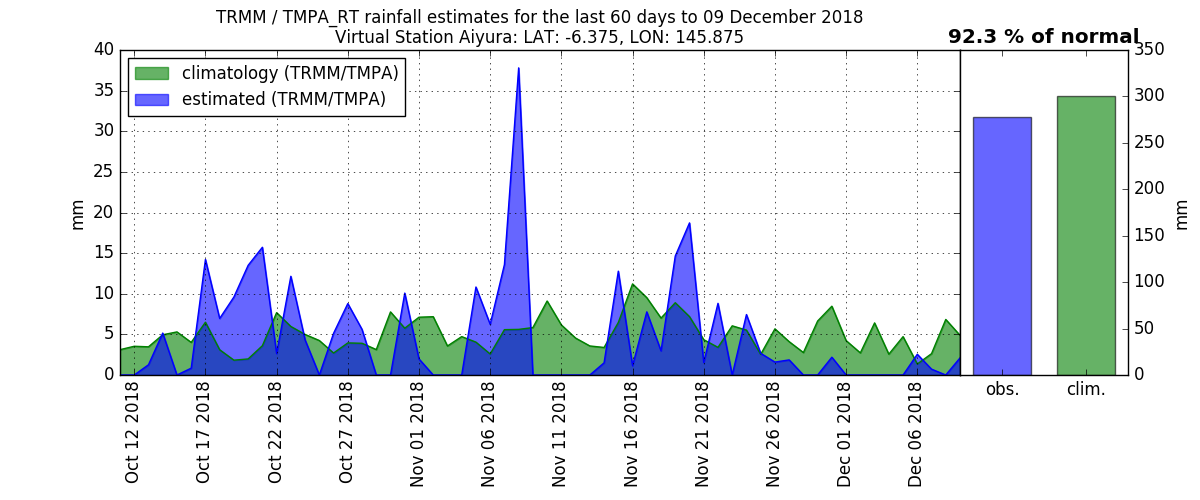 TRMM / TMPA_RT rainfall estimates for the last 60 days to 09 December 2018
Virtual Station Aiyura: LAT: -6.375, LON: 145.875
92.3 % of normal
climatology (TRMM/TMPA)
estimated (TRMM/TMPA)
mm
40
35
30
25
20
15
10
5
0
Oct 12 2018
Oct 17 2018
Oct 22 2018
Oct 27 2018
Nov 01 2018
Nov 06 2018
Nov 11 2018
Nov 16 2018
Nov 21 2018
Nov 26 2018
Dec 01 2018
Dec 06 2018
obs.
clim.
350
300
250
200
150
100
50
0
mm